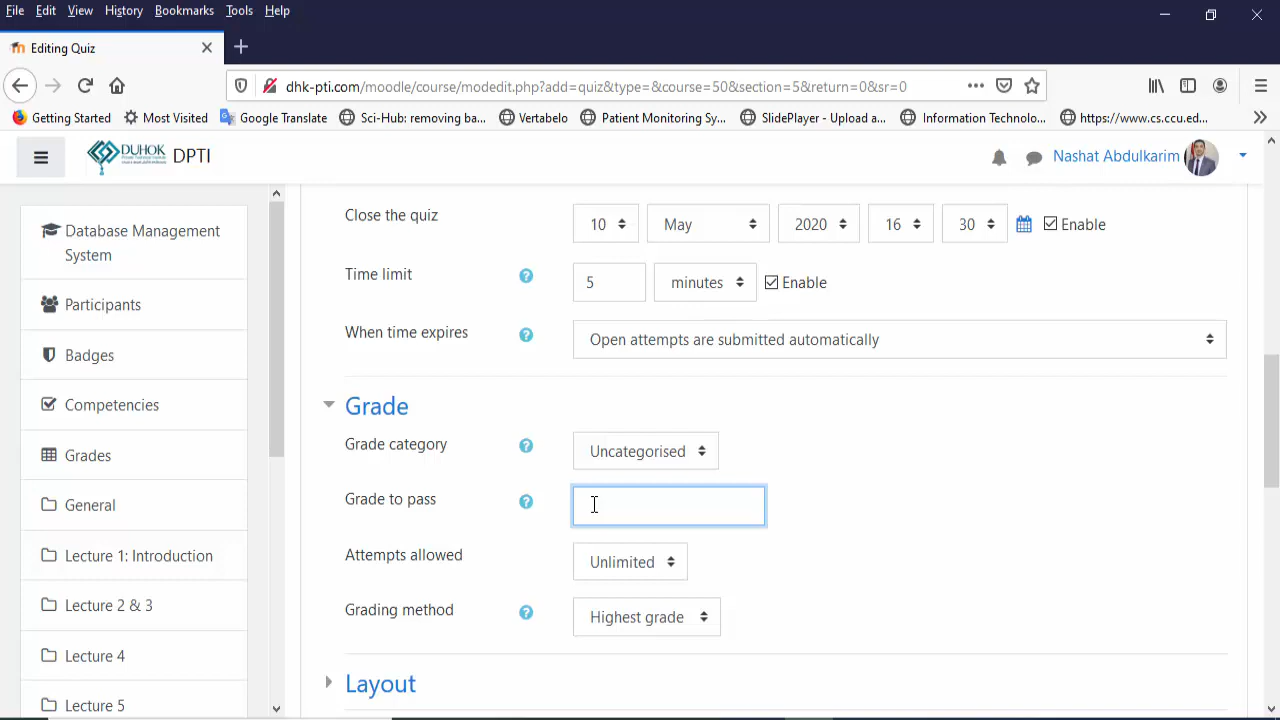 File Edit View History Bookmarks Tools Help
Editing Quiz
dhk-pti.com/moodle/course/modedit.php?add=quiz&type=&course=50&section=5&return=0&sr=0
Getting Started Most Visited Google Translate Sci-Hub: removing ba... Vertabelo Patient Monitoring Sy... SlidePlayer - Upload a... Information Technolo... https://www.cs.ccu.ed...
DUHOK DPTI Nashat Abdulkarim
Database Management
System
Participants
Badges
Competencies
Grades
General
Lecture 1: Introduction
Lecture 2 & 3
Lecture 4
Lecture 5
Close the quiz 10 May 2020 16 30 Enable
Time limit ? 5 minutes Enable
When time expires ? Open attempts are submitted automatically
Grade
Grade category ? Uncategorised
Grade to pass ?
Attempts allowed Unlimited
Grading method ? Highest grade
Layout